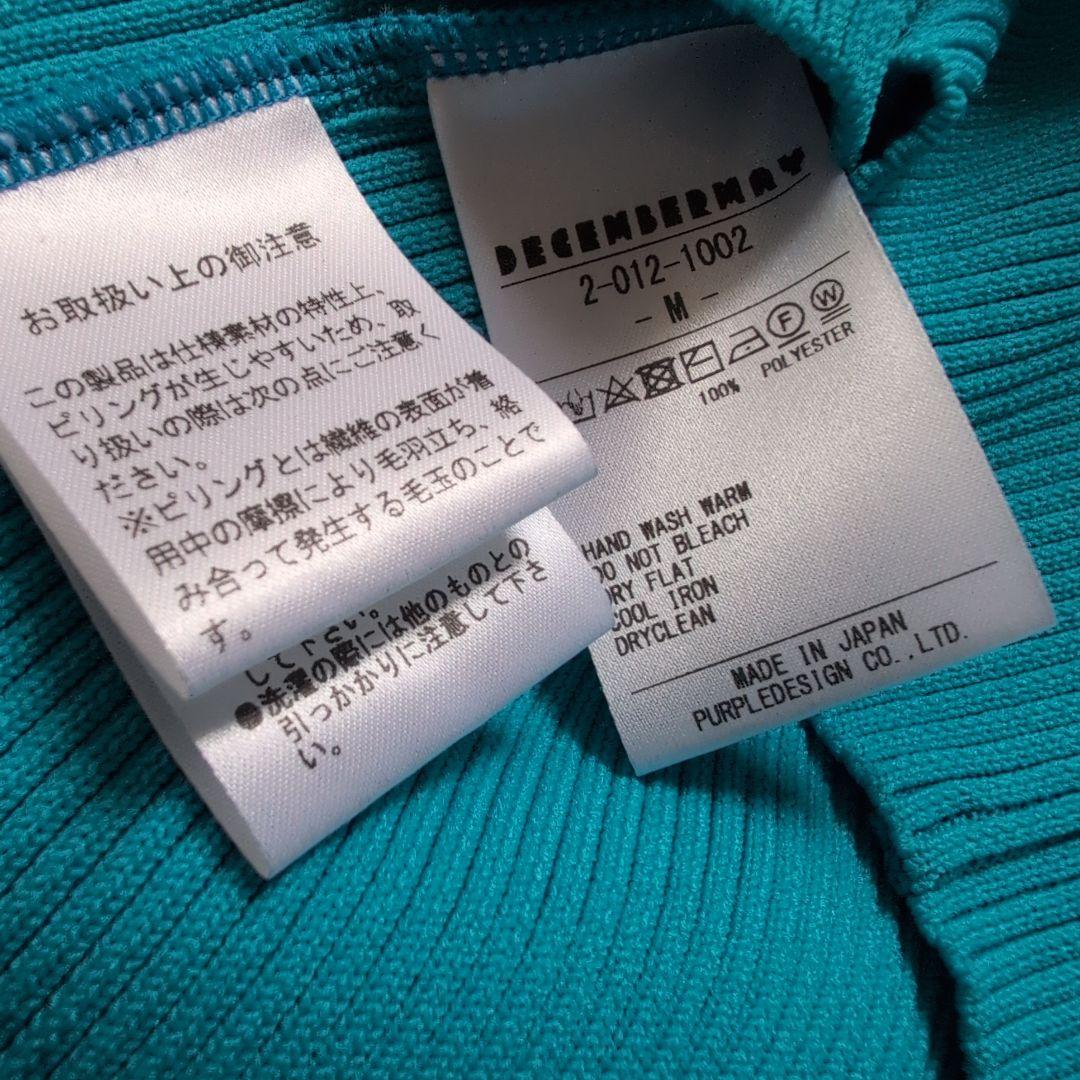 お取扱い上の御注意
この製品は仕様素材の特性上、
ピリングが生じやすいため、取
り扱いの際は次の点にご注意く
ださい。
※ピリングとは繊維の表面が着
用中の摩擦により毛羽立ち、絡
み合って発生する毛玉のことで
す。
して下さい。
●洗濯の際には他のものとの
引っかかりに注意して下さ
い。
DECEMBERMAY
2-012-1002
- M -
F
W
100% POLYESTER
HAND WASH WARM
DO NOT BLEACH
DRY FLAT
COOL IRON
DRYCLEAN
MADE IN JAPAN
PURPLEDESIGN CO.,LTD.